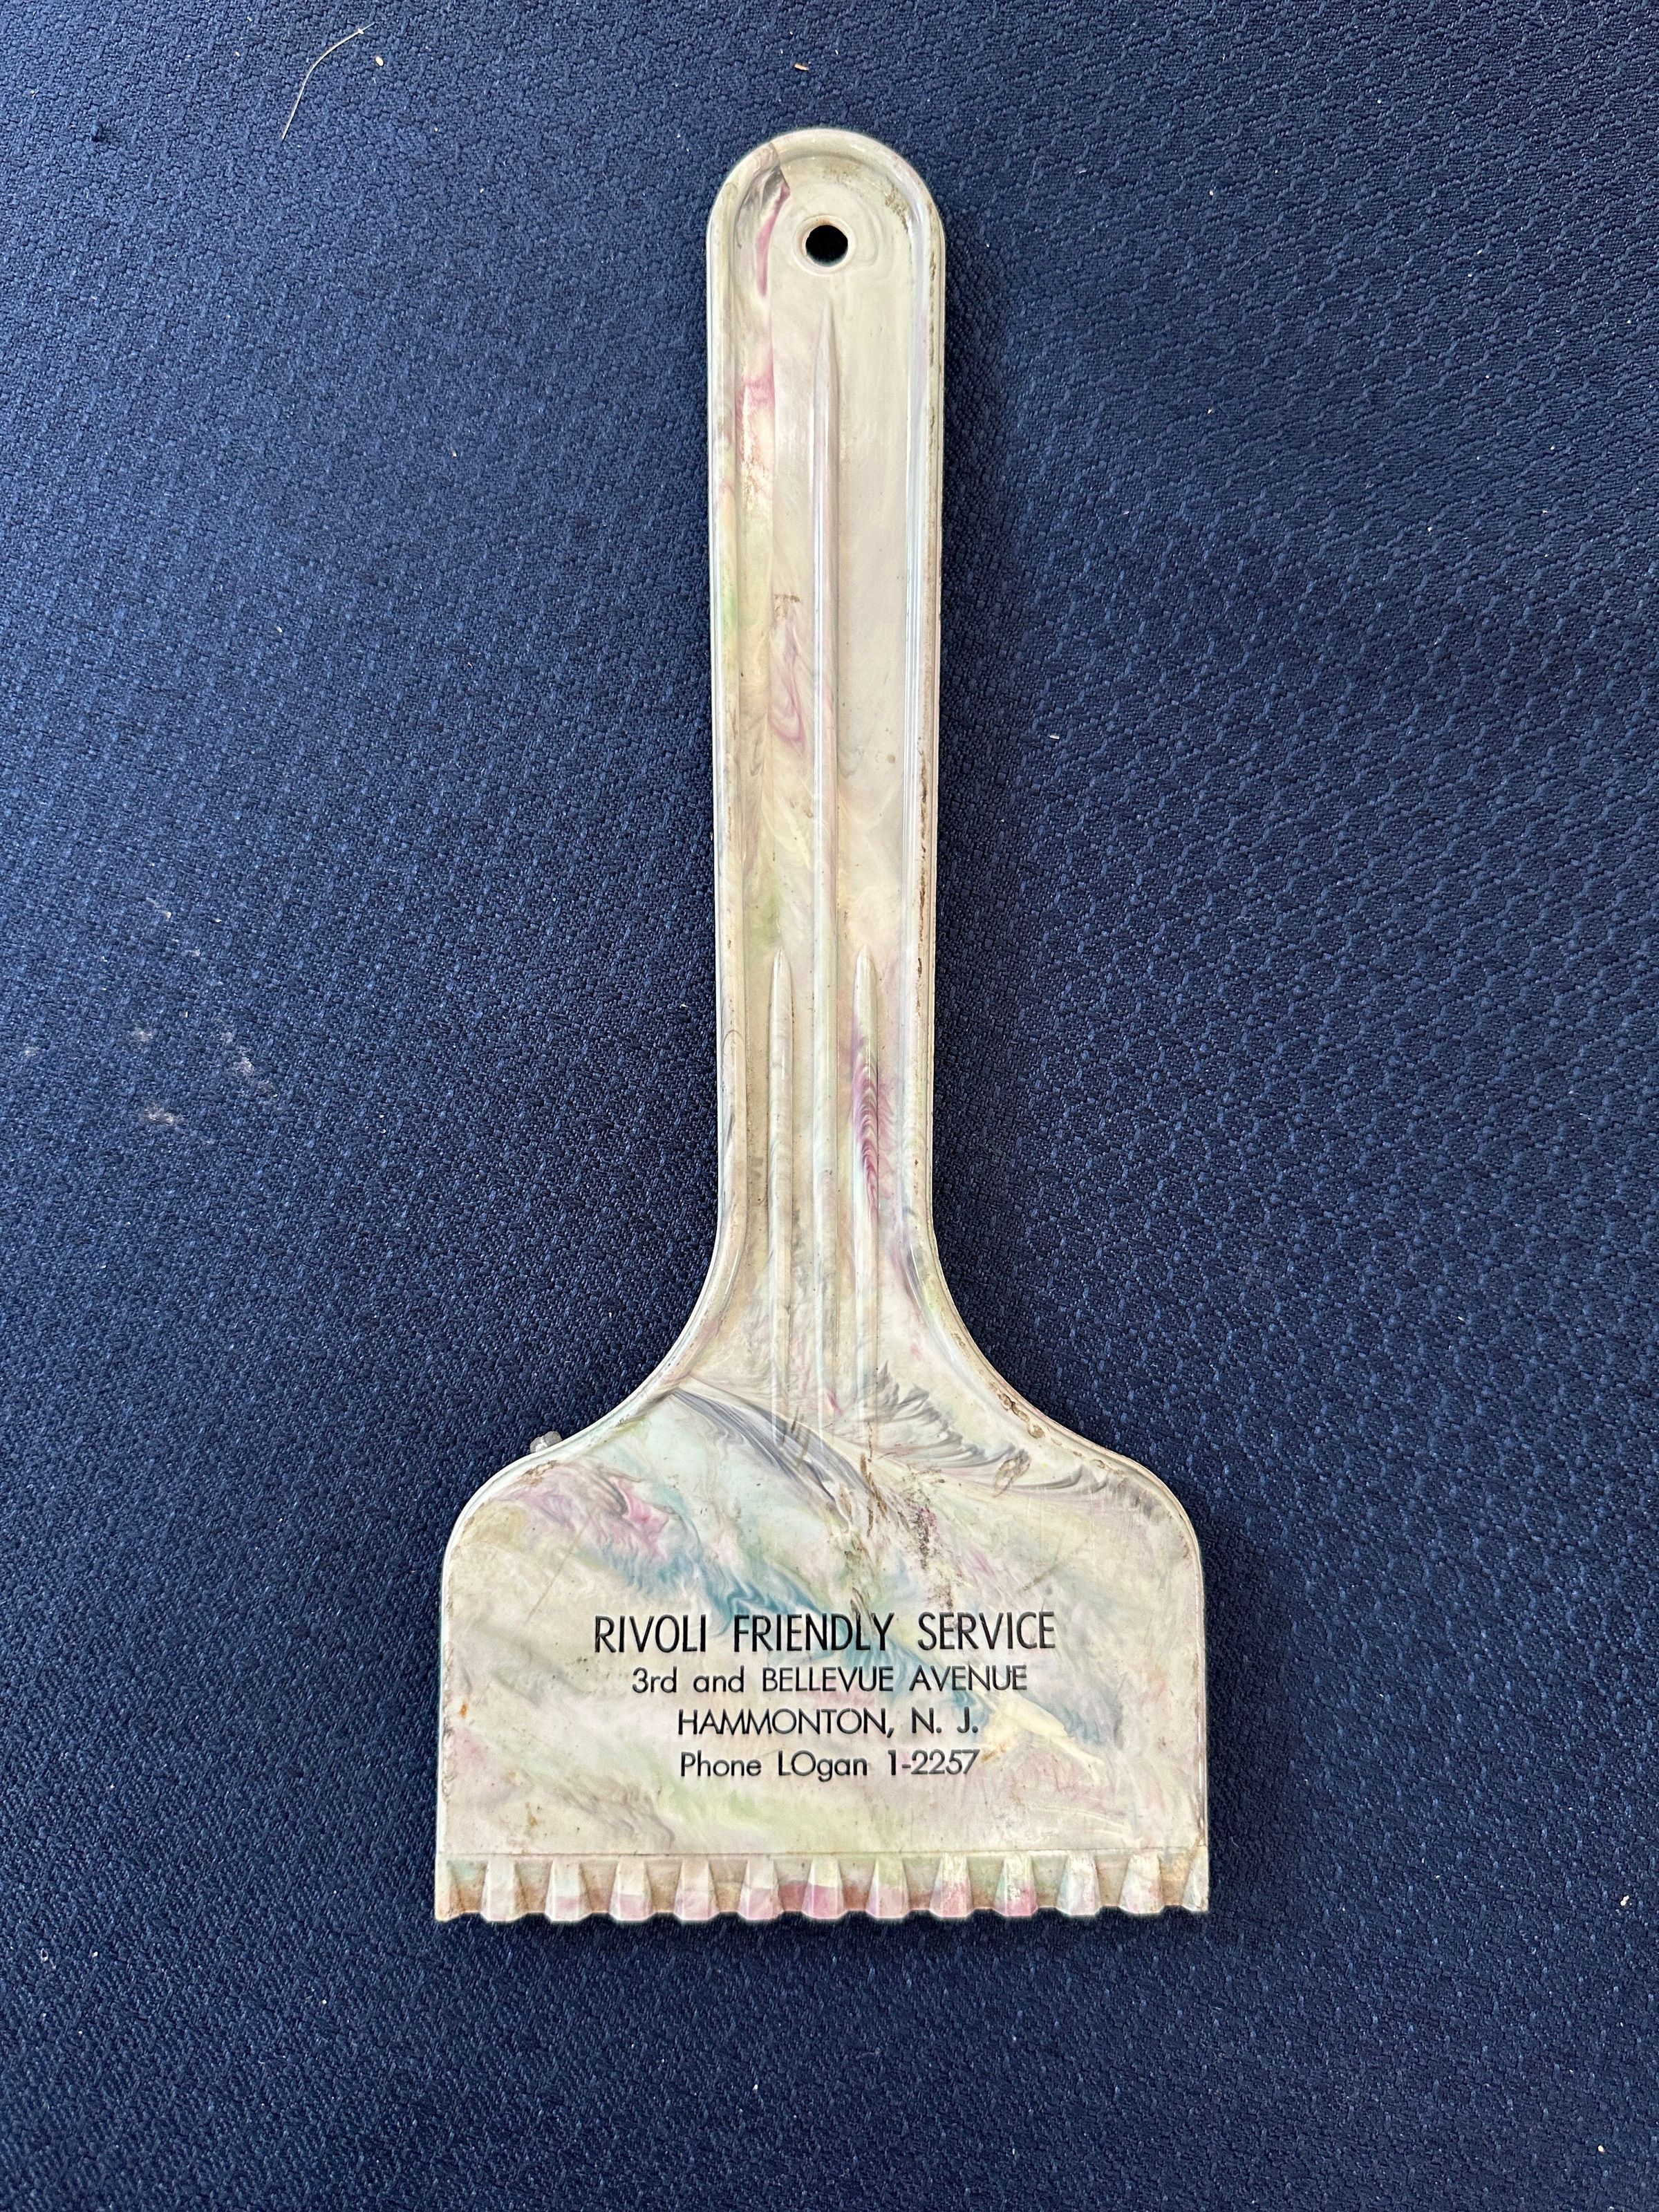 RIVOLI FRIENDLY SERVICE
3rd and BELLEVUE AVENUE
HAMMONTON, N. J.
Phone LOgan 1-2257